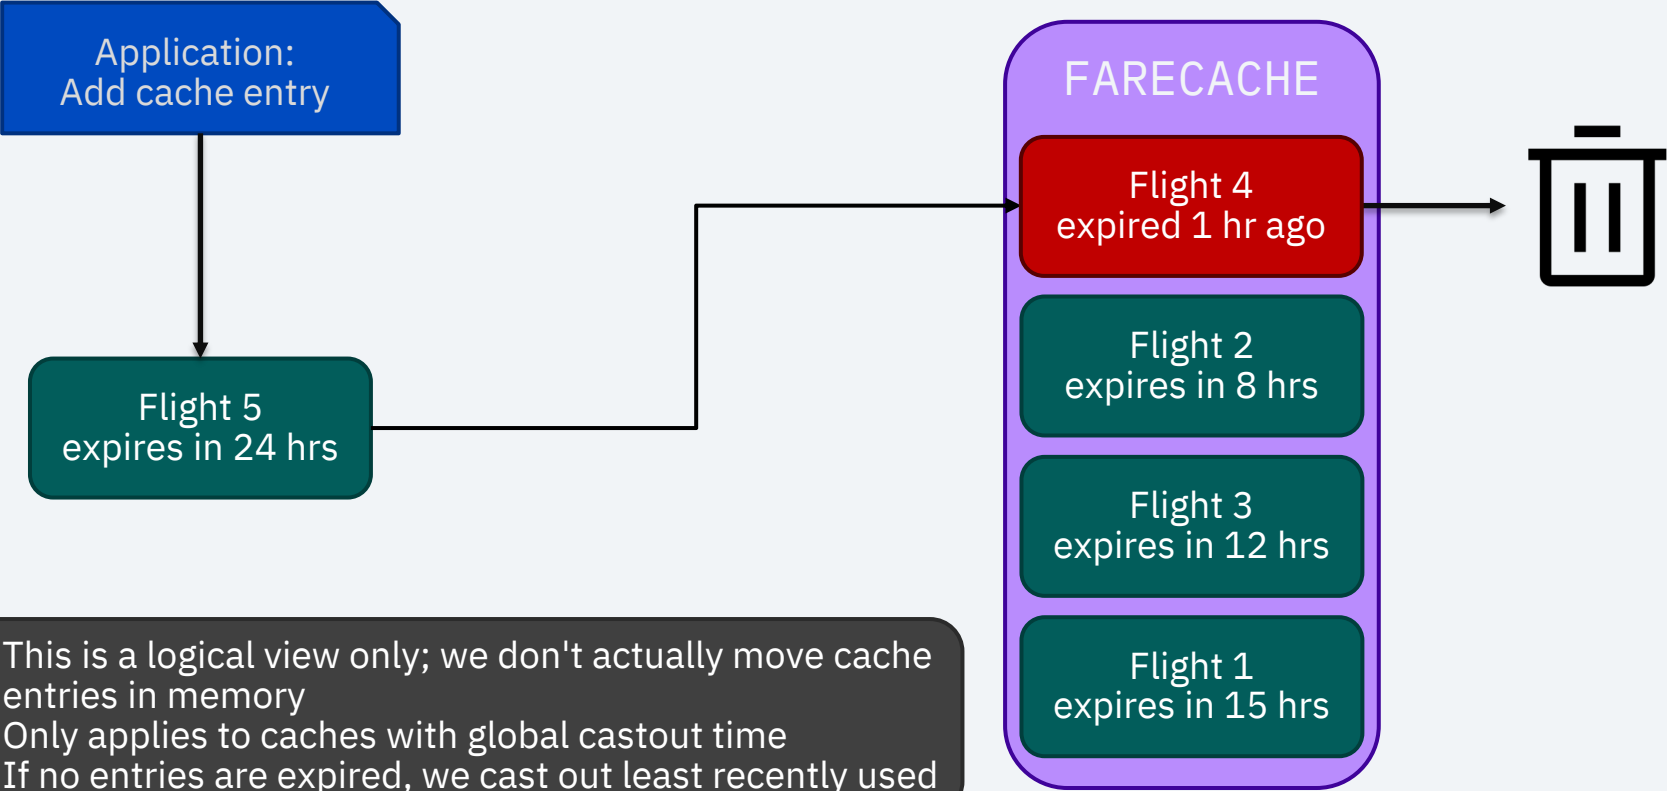 Application:
Add cache entry
FARECACHE
Flight 4
expired 1 hr ago
Flight 2
expires in 8 hrs
Flight 5
expires in 24 hrs
Flight 3
expires in 12 hrs
Flight 1
expires in 15 hrs
This is a logical view only; we don't actually move cache
entries in memory
Only applies to caches with global castout time
If no entries are expired, we cast out least recently used